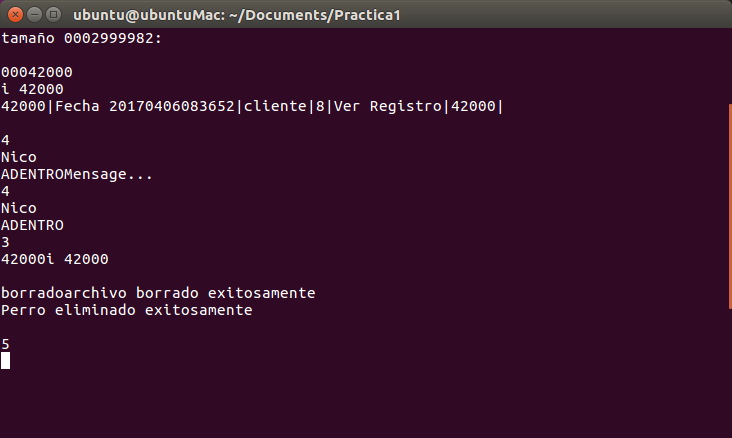 ubuntu@ubuntuMac: ~/Documents/Practica1
tamaño 0002999982:
00042000
i 42000
42000|Fecha 20170406083652|cliente|8|Ver Registro|42000|
4
Nico
ADENTROMensage...
4
Nico
ADENTRO
3
42000i 42000
borradoarchivo borrado exitosamente
Perro eliminado exitosamente
5